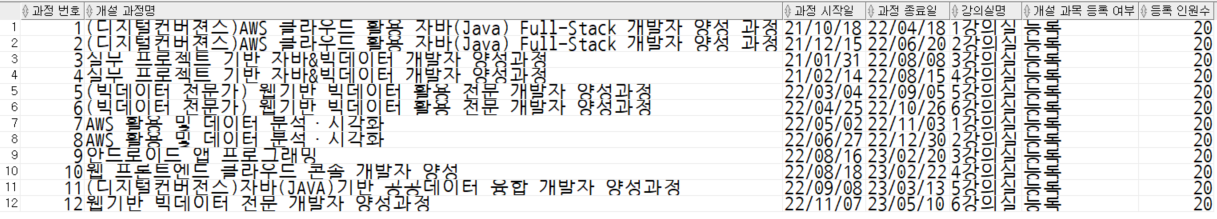 과정 번호 개설 과정명 과정 시작일 과정 종료일 강의실명 개설 과목 등록 여부 등록 인원수
1 1 (디지털컨버젼스)AWS 클라우드 활용 자바(Java) Full-Stack 개발자 양성 과정 21/10/18 22/04/18 1강의실 등록 20
2 2 (디지털컨버젼스)AWS 클라우드 활용 자바(Java) Full-Stack 개발자 양성 과정 21/12/15 22/06/20 2강의실 등록 20
3 3 실무 프로젝트 기반 자바&빅데이터 개발자 양성과정 21/01/31 22/08/08 3강의실 등록 20
4 4 실무 프로젝트 기반 자바&빅데이터 개발자 양성과정 21/02/14 22/08/15 4강의실 등록 20
5 5 (빅데이터 전문가) 웹기반 빅데이터 활용 전문 개발자 양성과정 22/03/04 22/09/05 5강의실 등록 20
6 6 (빅데이터 전문가) 웹기반 빅데이터 활용 전문 개발자 양성과정 22/04/25 22/10/26 6강의실 등록 20
7 7 AWS 활용 및 데이터 분석·시각화 22/05/02 22/11/03 1강의실 등록 20
8 8 AWS 활용 및 데이터 분석·시각화 22/06/27 22/12/30 2강의실 등록 20
9 9 안드로이드 앱 프로그래밍 22/08/16 23/02/20 3강의실 등록 20
10 10 웹 프론트엔드 클라우드 콘솔 개발자 양성 22/08/18 23/02/22 4강의실 등록 20
11 11 (디지털컨버젼스)자바(JAVA)기반 공공데이터 융합 개발자 양성과정 22/09/08 23/03/13 5강의실 등록 20
12 12 웹기반 빅데이터 전문 개발자 양성과정 22/11/07 23/05/10 6강의실 등록 20